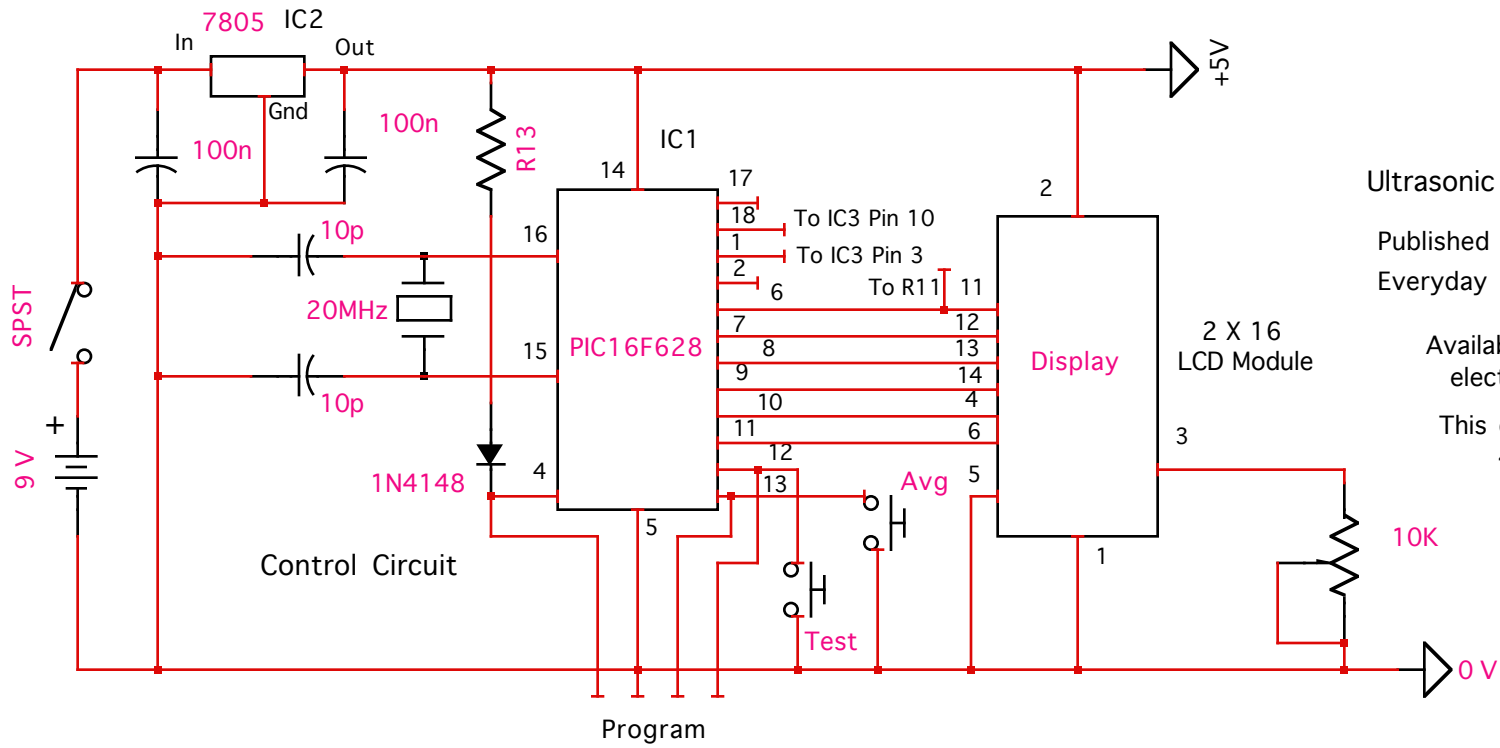 7805 IC2
In
Out
Gnd
+5V
100n
100n
R13
IC1
14
17
18
To IC3 Pin 10
1
To IC3 Pin 3
2
2
Ultrasonic
Published
Everyday
10p
16
6
To R11
11
20MHz
7
12
SPST
15
PIC16F628
8
13
Display
2 X 16
LCD Module
9
14
10p
10
4
11
6
3
+
9 V
1N4148
4
12
13
Avg
5
5
10K
Control Circuit
1
Test
0 V
Program
This